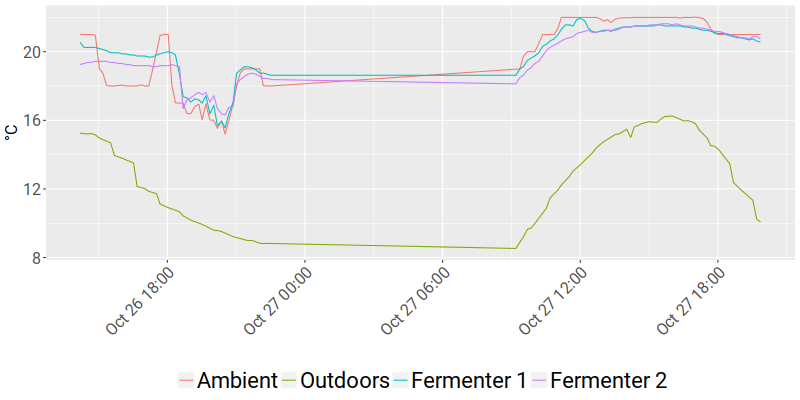 °C
20
16
12
8
Oct 26 18:00
Oct 27 00:00
Oct 27 06:00
Oct 27 12:00
Oct 27 18:00
Ambient Outdoors Fermenter 1 Fermenter 2